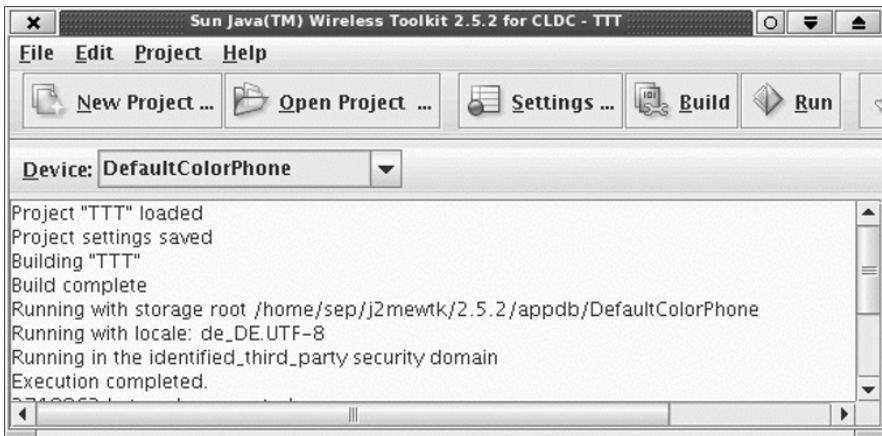 Sun Java(TM) Wireless Toolkit 2.5.2 for CLDC - TTT
File Edit Project Help
New Project ... Open Project ... Settings ... Build Run
Device: DefaultColorPhone
Project "TTT" loaded
Project settings saved
Building "TTT"
Build complete
Running with storage root /home/sep/j2mewtk/2.5.2/appdb/DefaultColorPhone
Running with locale: de_DE.UTF-8
Running in the identified_third_party security domain
Execution completed.